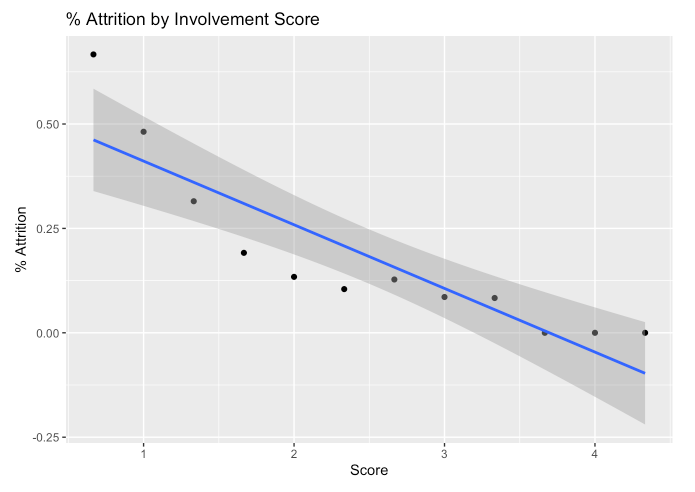 % Attrition by Involvement Score
% Attrition
0.50
0.25
0.00
-0.25
1 2 3 4
Score